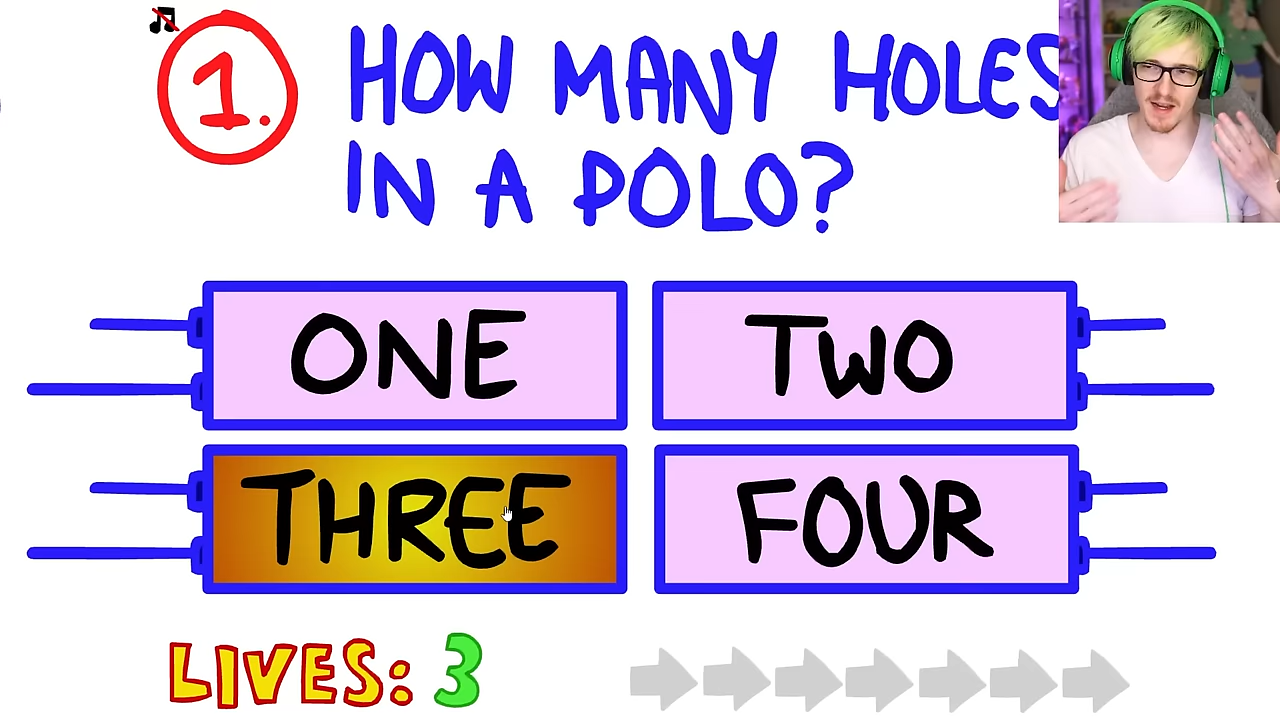 1. HOW MANY HOLES
IN A POLO?
ONE
TWO
THREE
FOUR
LIVES: 3